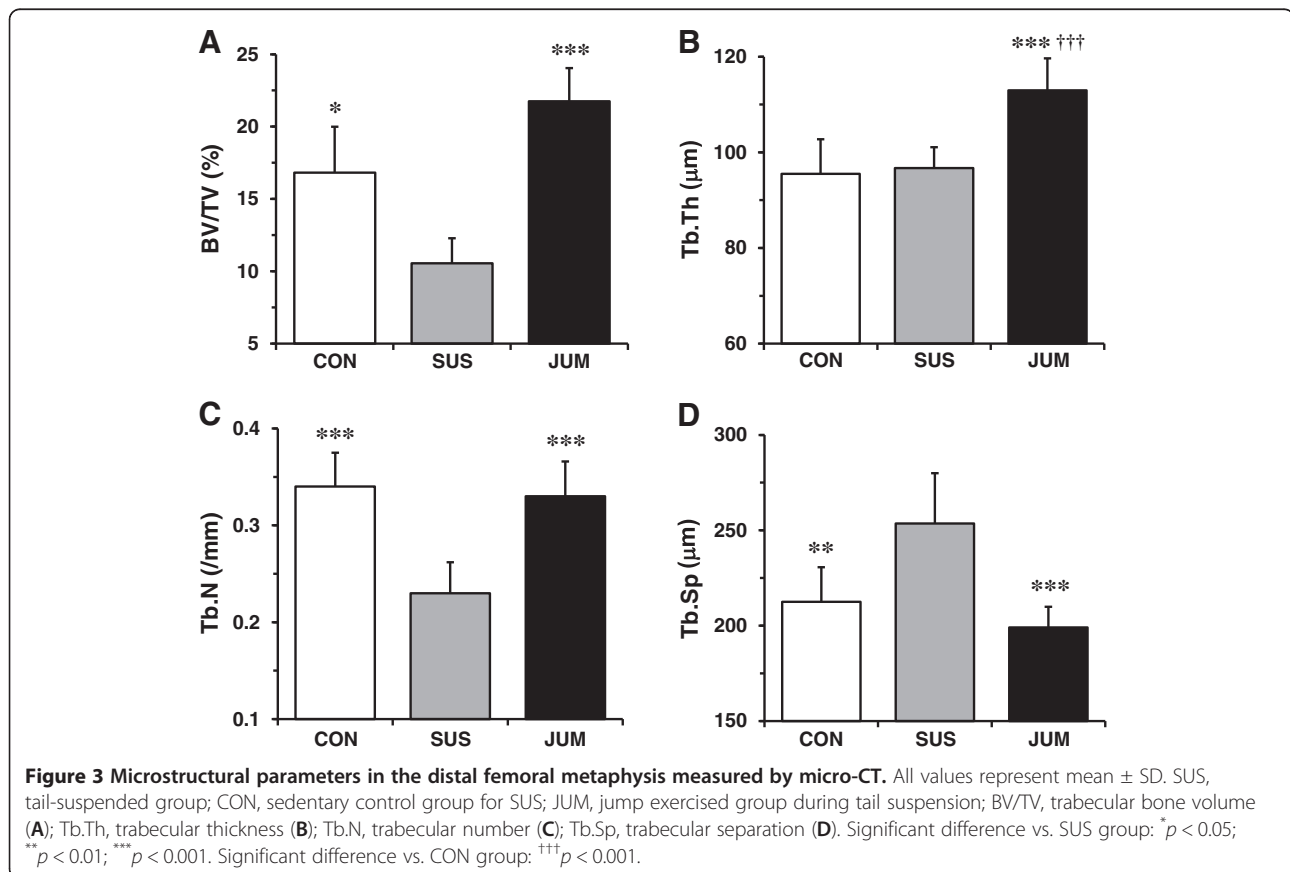 A
BV/TV (%)
25
20
15
10
5
*
***
CON SUS JUM
B
Tb.Th (μm)
120
100
80
60
*** †††
CON SUS JUM
C
Tb.N (/mm)
0.4
0.3
0.2
0.1
***
***
CON SUS JUM
D
Tb.Sp (μm)
300
250
200
150
**
***
CON SUS JUM
Figure 3 Microstructural parameters in the distal femoral metaphysis measured by micro-CT. All values represent mean ± SD. SUS,
tail-suspended group; CON, sedentary control group for SUS; JUM, jump exercised group during tail suspension; BV/TV, trabecular bone volume
(A); Tb.Th, trabecular thickness (B); Tb.N, trabecular number (C); Tb.Sp, trabecular separation (D). Significant difference vs. SUS group: *p < 0.05;
**p < 0.01; ***p < 0.001. Significant difference vs. CON group: †††p < 0.001.